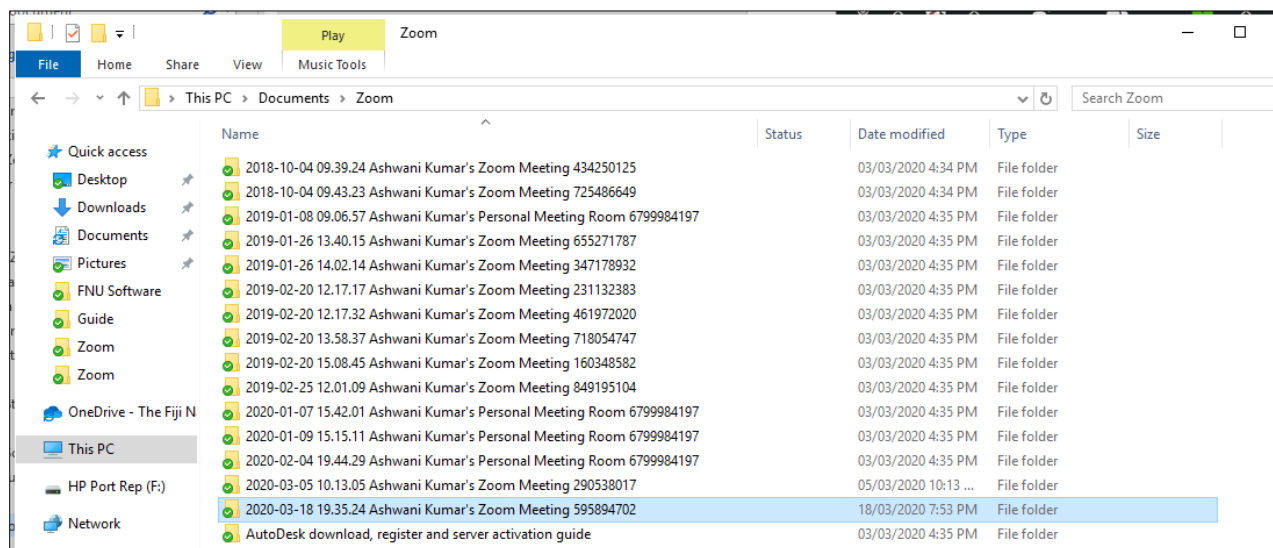 Play Zoom
File Home Share View Music Tools
This PC > Documents > Zoom Search Zoom
Name Status Date modified Type Size
Quick access
Desktop
Downloads
Documents
Pictures
FNU Software
Guide
Zoom
Zoom
OneDrive - The Fiji N
This PC
HP Port Rep (F:)
Network
2018-10-04 09.39.24 Ashwani Kumar's Zoom Meeting 434250125 03/03/2020 4:34 PM File folder
2018-10-04 09.43.23 Ashwani Kumar's Zoom Meeting 725486649 03/03/2020 4:34 PM File folder
2019-01-08 09.06.57 Ashwani Kumar's Personal Meeting Room 6799984197 03/03/2020 4:35 PM File folder
2019-01-26 13.40.15 Ashwani Kumar's Zoom Meeting 655271787 03/03/2020 4:35 PM File folder
2019-01-26 14.02.14 Ashwani Kumar's Zoom Meeting 347178932 03/03/2020 4:35 PM File folder
2019-02-20 12.17.17 Ashwani Kumar's Zoom Meeting 231132383 03/03/2020 4:35 PM File folder
2019-02-20 12.17.32 Ashwani Kumar's Zoom Meeting 461972020 03/03/2020 4:35 PM File folder
2019-02-20 13.58.37 Ashwani Kumar's Zoom Meeting 718054747 03/03/2020 4:35 PM File folder
2019-02-20 15.08.45 Ashwani Kumar's Zoom Meeting 160348582 03/03/2020 4:35 PM File folder
2019-02-25 12.01.09 Ashwani Kumar's Zoom Meeting 849195104 03/03/2020 4:35 PM File folder
2020-01-07 15.42.01 Ashwani Kumar's Personal Meeting Room 6799984197 03/03/2020 4:35 PM File folder
2020-01-09 15.15.11 Ashwani Kumar's Personal Meeting Room 6799984197 03/03/2020 4:35 PM File folder
2020-02-04 19.44.29 Ashwani Kumar's Personal Meeting Room 6799984197 03/03/2020 4:35 PM File folder
2020-03-05 10.13.05 Ashwani Kumar's Zoom Meeting 290538017 05/03/2020 10:13 ... File folder
2020-03-18 19.35.24 Ashwani Kumar's Zoom Meeting 595894702 18/03/2020 7:53 PM File folder
AutoDesk download, register and server activation guide 03/03/2020 4:35 PM File folder